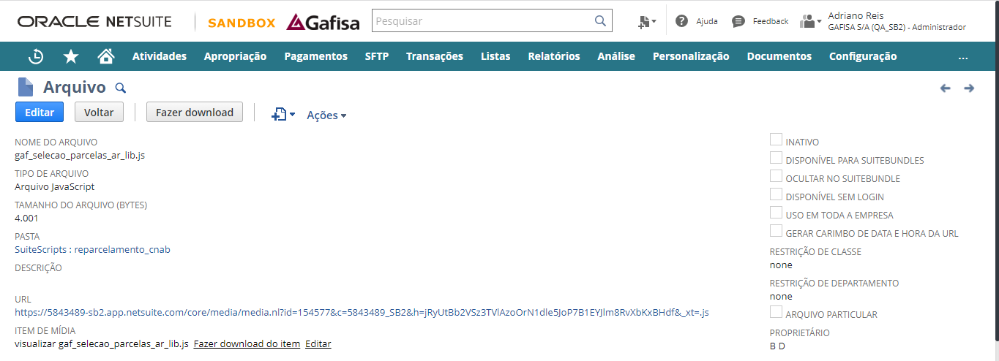 ORACLE NETSUITE SANDBOX Gafisa Pesquisar Ajuda Feedback Adriano Reis
GAFISA S/A (QA_SB2) - Administrador
Atividades Apropriação Pagamentos SFTP Transações Listas Relatórios Análise Personalização Documentos Configuração ...
Arquivo
Editar Voltar Fazer download Ações
NOME DO ARQUIVO
gaf_selecao_parcelas_ar_lib.js
TIPO DE ARQUIVO
Arquivo JavaScript
TAMANHO DO ARQUIVO (BYTES)
4.001
PASTA
SuiteScripts : reparcelamento_cnab
DESCRIÇÃO
URL
https://5843489-sb2.app.netsuite.com/core/media/media.nl?id=154577&c=5843489_SB2&h=jRyUtBb2VSz3TVlAzoOrN1dle5JoP7B1EYJlm8RvXbKxBHdf&_xt=.js
ITEM DE MÍDIA
visualizar gaf_selecao_parcelas_ar_lib.js Fazer download do item Editar
INATIVO
DISPONÍVEL PARA SUITEBUNDLES
OCULTAR NO SUITEBUNDLE
DISPONÍVEL SEM LOGIN
USO EM TODA A EMPRESA
GERAR CARIMBO DE DATA E HORA DA URL
RESTRIÇÃO DE CLASSE
none
RESTRIÇÃO DE DEPARTAMENTO
none
ARQUIVO PARTICULAR
PROPRIETÁRIO
B D